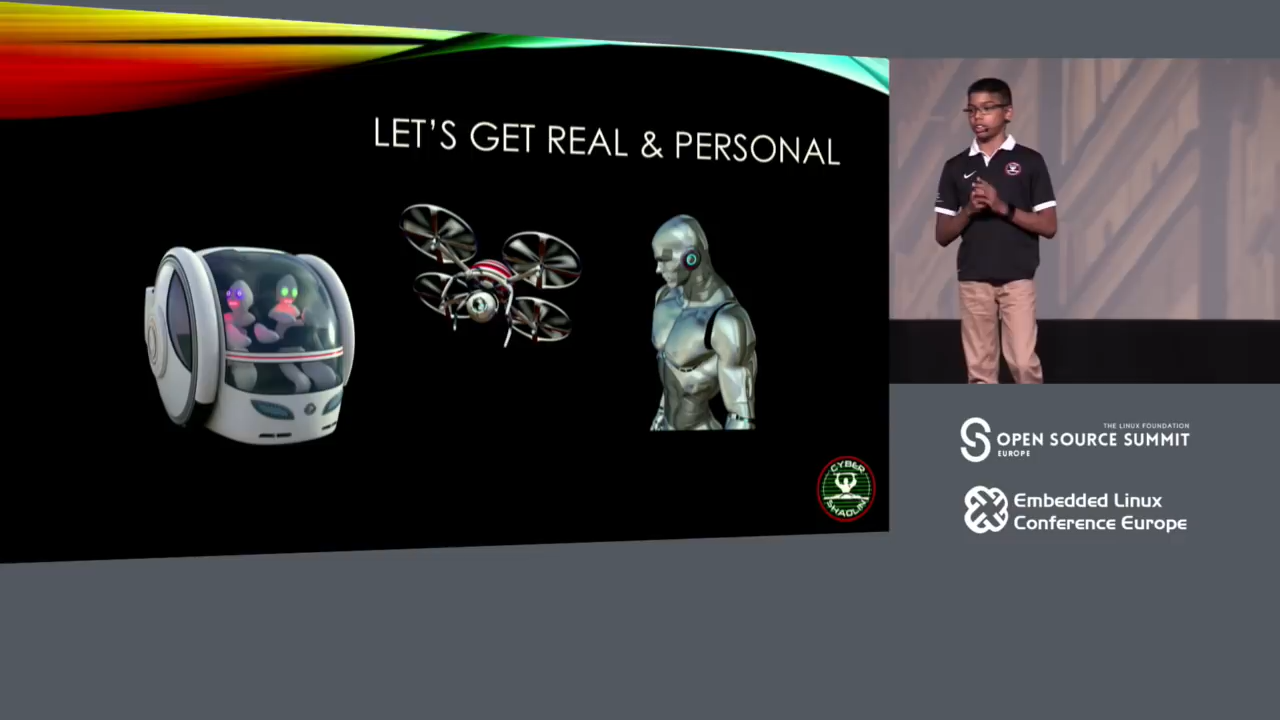 LET'S GET REAL & PERSONAL
CYBER
SHAOLIN
THE LINUX FOUNDATION
OPEN SOURCE SUMMIT
EUROPE
Embedded Linux
Conference Europe